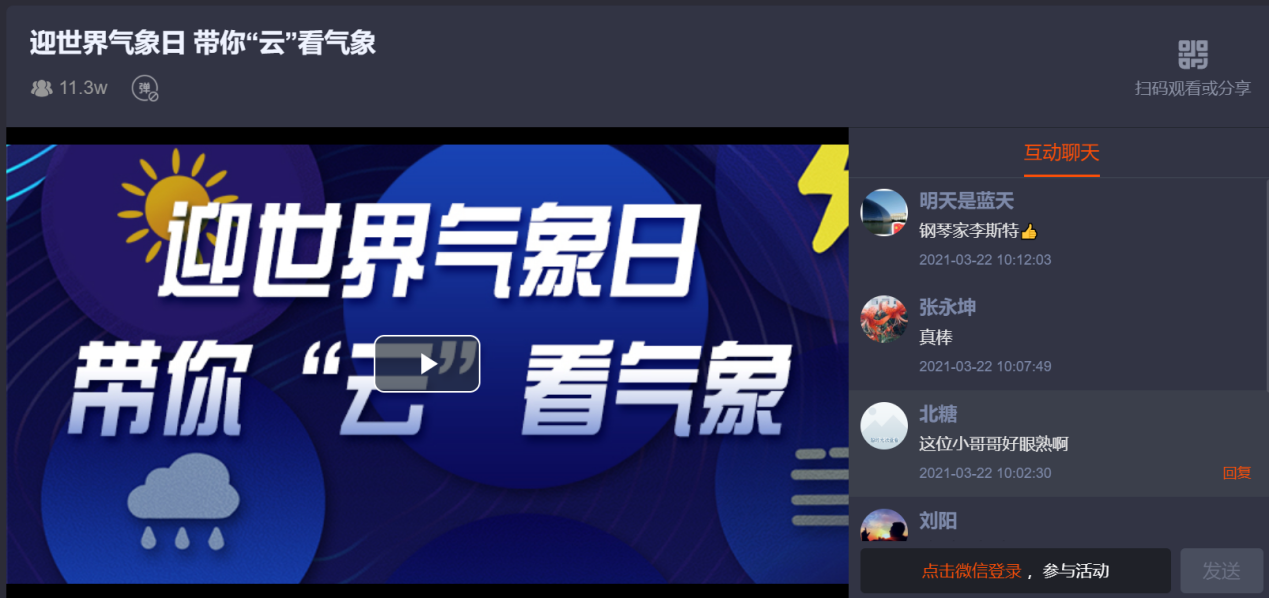 迎世界气象日 带你“云”看气象
11.3w
弹
扫码观看或分享
迎世界气象日
带你“云”看气象
互动聊天
明天是蓝天
钢琴家李斯特👍
2021-03-22 10:12:03
张永坤
真棒
2021-03-22 10:07:49
北糖
这位小哥哥好眼熟啊
2021-03-22 10:02:30
回复
刘阳
点击微信登录，参与活动
发送